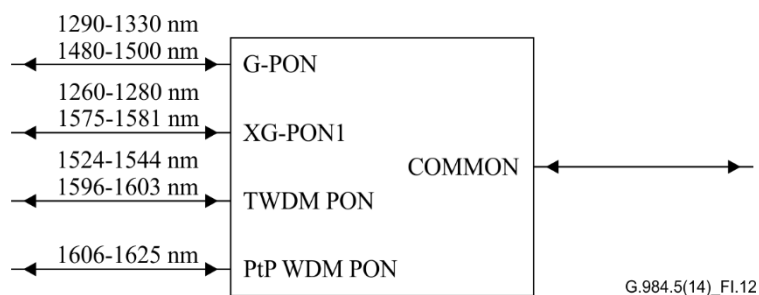 1290-1330 nm
1480-1500 nm
G-PON
1260-1280 nm
1575-1581 nm
XG-PON1
1524-1544 nm
COMMON
1596-1603 nm
TWDM PON
1606-1625 nm
PtP WDM PON
G.984.5(14)_FI.12